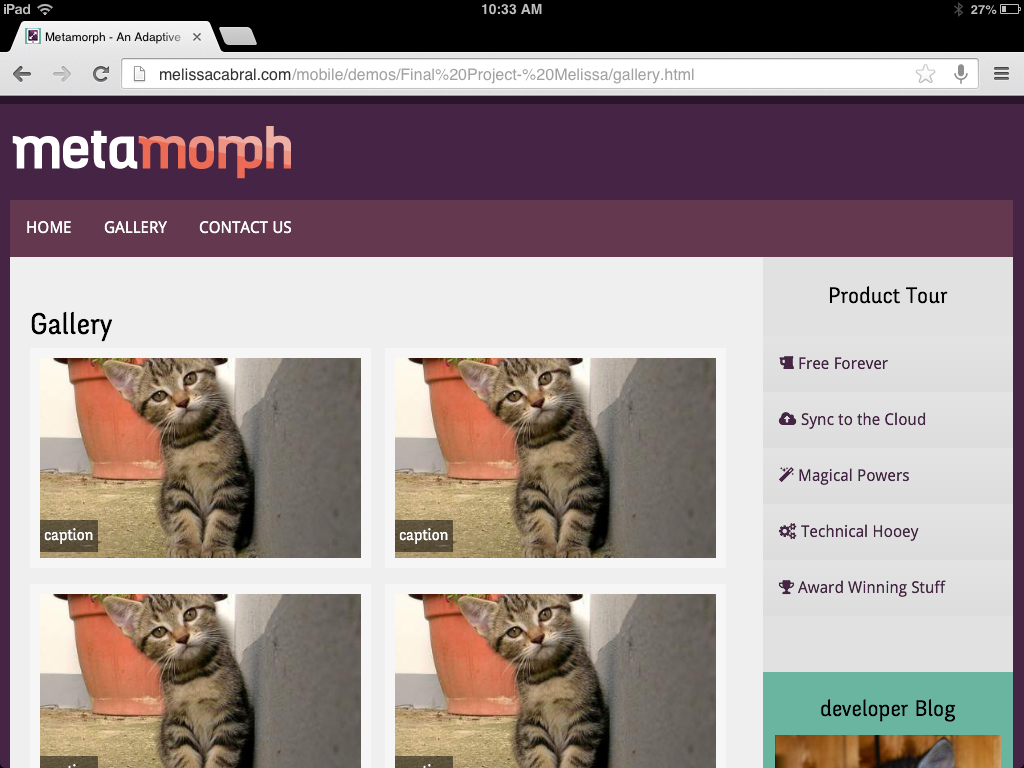 iPad 10:33 AM 27%
Metamorph - An Adaptive
melissacabral.com/mobile/demos/Final%20Project-%20Melissa/gallery.html
metamorph
HOME GALLERY CONTACT US
Gallery
caption
caption
Product Tour
Free Forever
Sync to the Cloud
Magical Powers
Technical Hooey
Award Winning Stuff
developer Blog